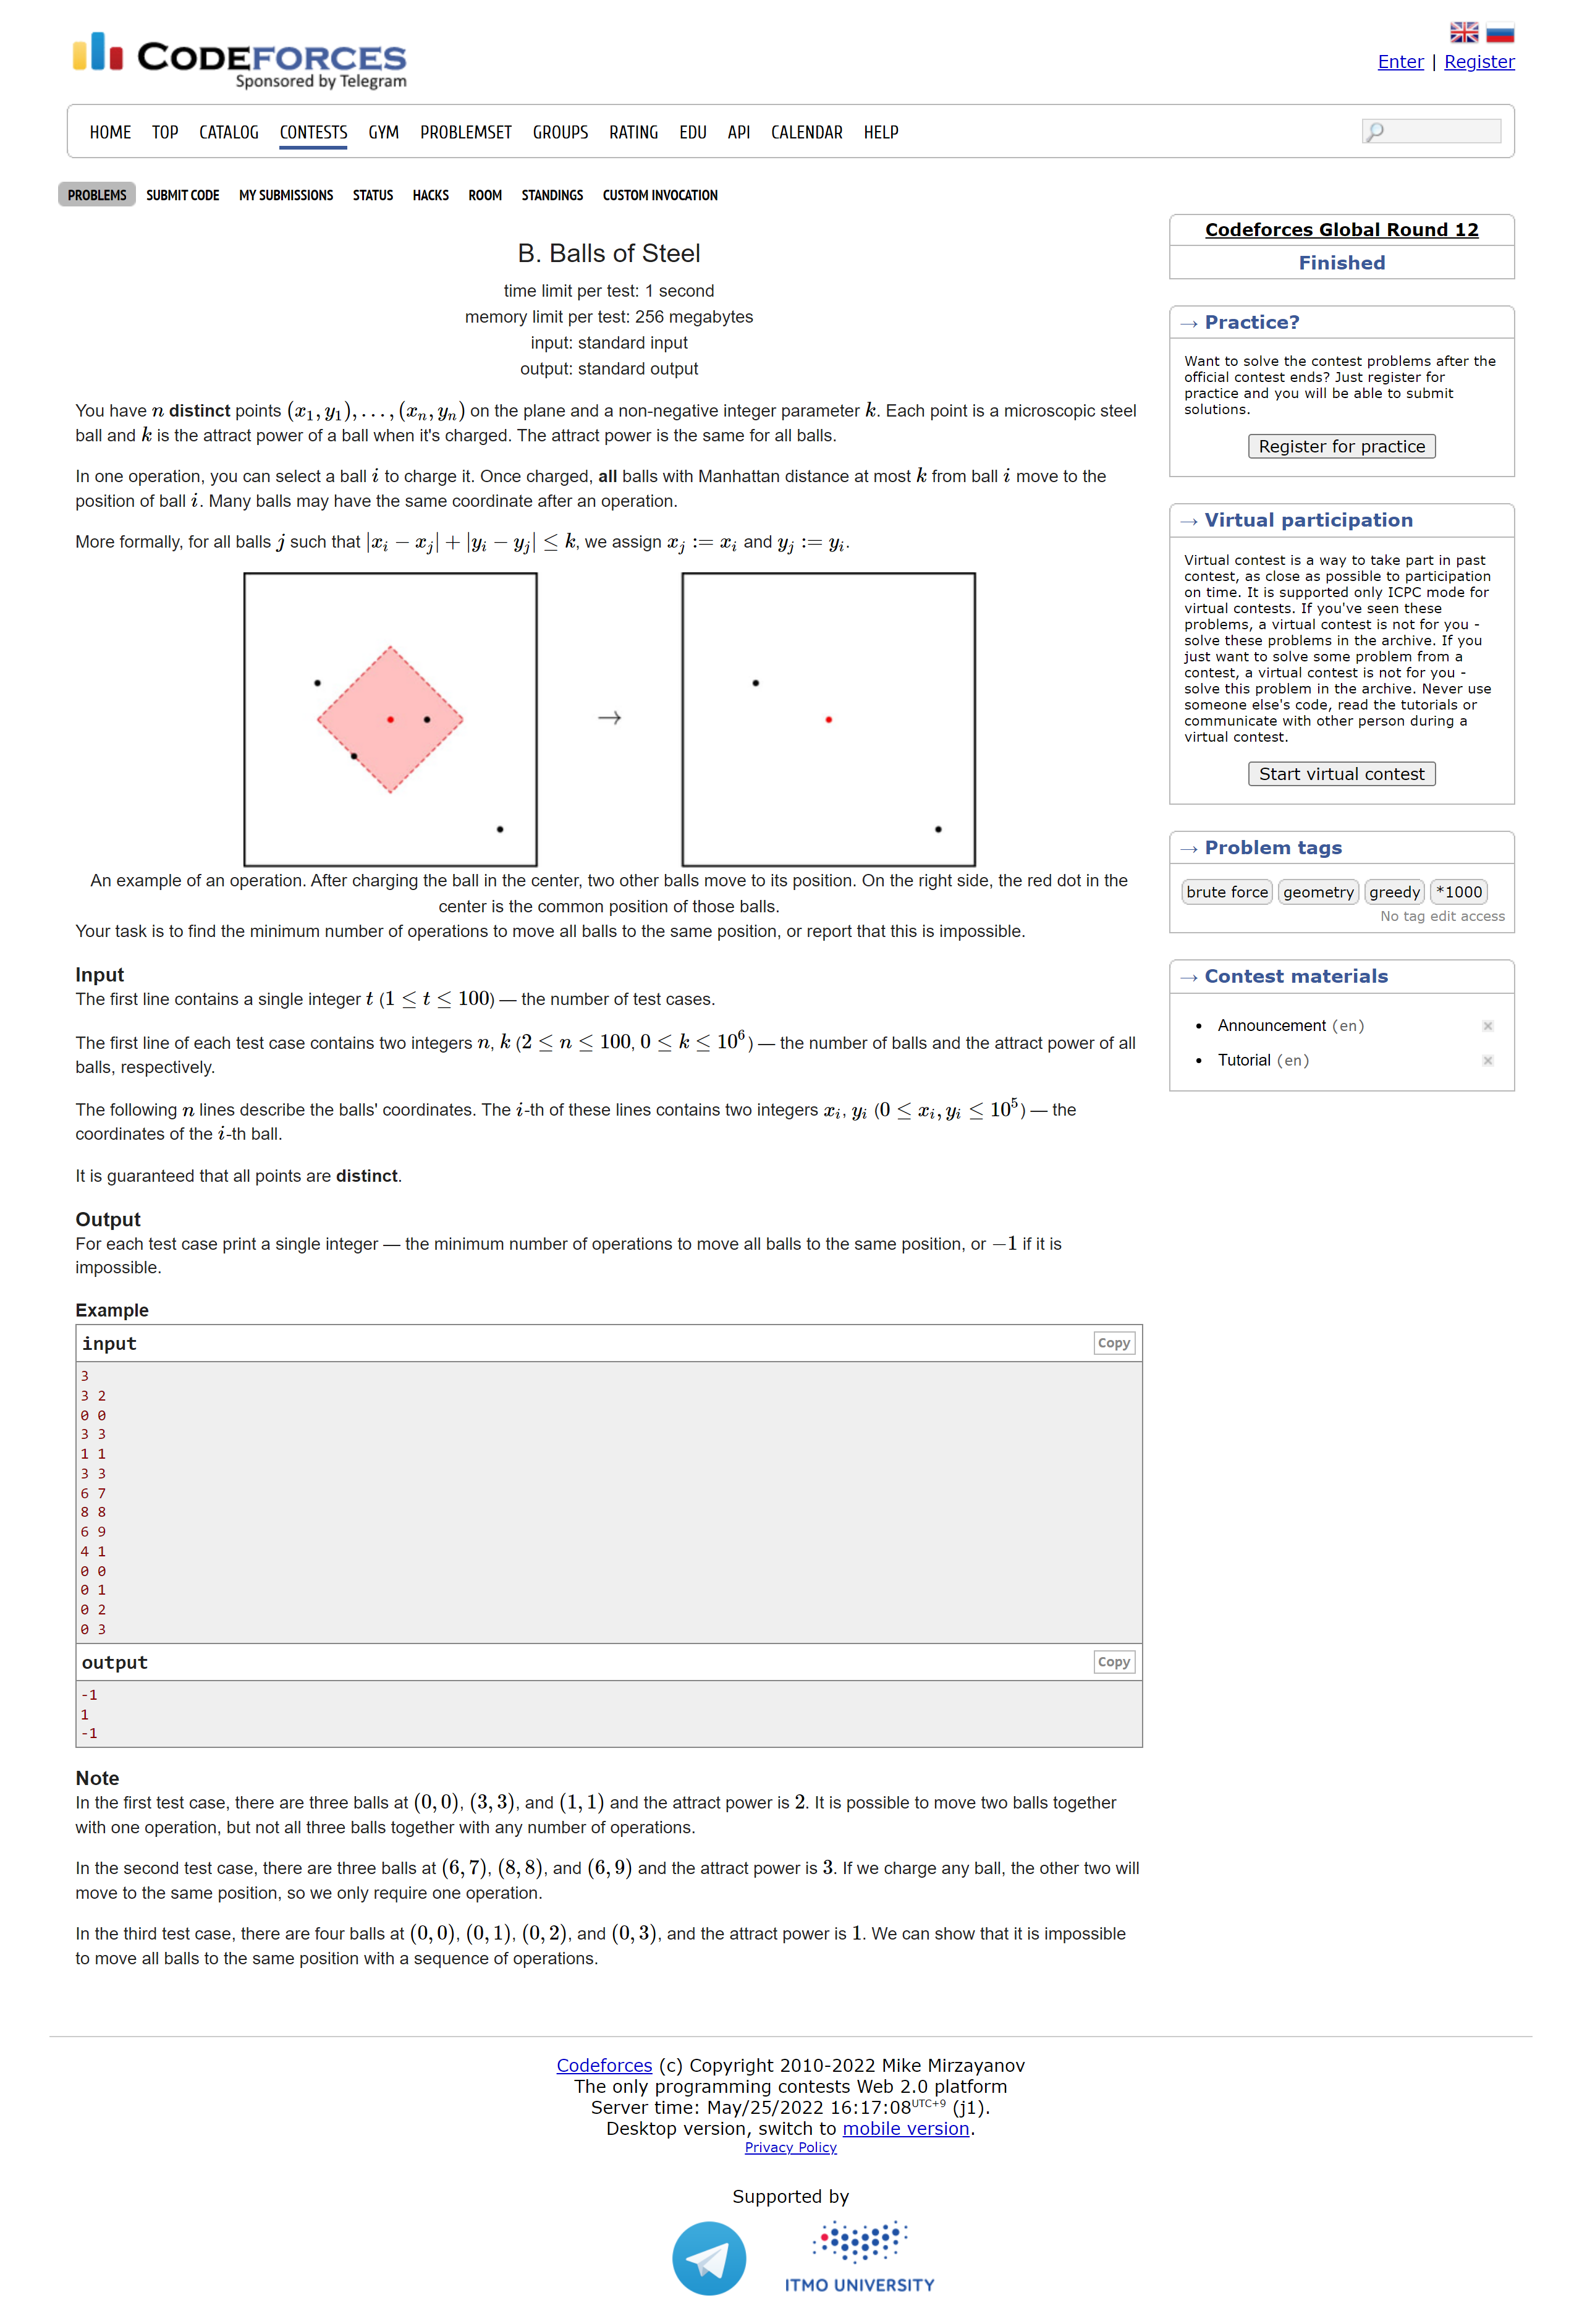 CODEFORCES
Sponsored by Telegram
Enter | Register
HOME TOP CATALOG CONTESTS GYM PROBLEMSET GROUPS RATING EDU API CALENDAR HELP
PROBLEMS SUBMIT CODE MY SUBMISSIONS STATUS HACKS ROOM STANDINGS CUSTOM INVOCATION
B. Balls of Steel
time limit per test: 1 second
memory limit per test: 256 megabytes
input: standard input
output: standard output
You have n distinct points (x₁, y₁), …, (xₙ, yₙ) on the plane and a non-negative integer parameter k. Each point is a microscopic steel
ball and k is the attract power of a ball when it's charged. The attract power is the same for all balls.
In one operation, you can select a ball i to charge it. Once charged, all balls with Manhattan distance at most k from ball i move to the
position of ball i. Many balls may have the same coordinate after an operation.
More formally, for all balls j such that |xᵢ − xⱼ| + |yᵢ − yⱼ| ≤ k, we assign xⱼ := xᵢ and yⱼ := yᵢ.
→
An example of an operation. After charging the ball in the center, two other balls move to its position. On the right side, the red dot in the
center is the common position of those balls.
Your task is to find the minimum number of operations to move all balls to the same position, or report that this is impossible.
Input
The first line contains a single integer t (1 ≤ t ≤ 100) — the number of test cases.
The first line of each test case contains two integers n, k (2 ≤ n ≤ 100, 0 ≤ k ≤ 10⁶) — the number of balls and the attract power of all
balls, respectively.
The following n lines describe the balls' coordinates. The i-th of these lines contains two integers xᵢ, yᵢ (0 ≤ xᵢ, yᵢ ≤ 10⁵) — the
coordinates of the i-th ball.
It is guaranteed that all points are distinct.
Output
For each test case print a single integer — the minimum number of operations to move all balls to the same position, or −1 if it is
impossible.
Example
input Copy
3
3 2
0 0
3 3
1 1
3 3
6 7
8 8
6 9
4 1
0 0
0 1
0 2
0 3
output Copy
-1
1
-1
Note
In the first test case, there are three balls at (0, 0), (3, 3), and (1, 1) and the attract power is 2. It is possible to move two balls together
with one operation, but not all three balls together with any number of operations.
In the second test case, there are three balls at (6, 7), (8, 8), and (6, 9) and the attract power is 3. If we charge any ball, the other two will
move to the same position, so we only require one operation.
In the third test case, there are four balls at (0, 0), (0, 1), (0, 2), and (0, 3), and the attract power is 1. We can show that it is impossible
to move all balls to the same position with a sequence of operations.
Codeforces Global Round 12
Finished
→ Practice?
Want to solve the contest problems after the
official contest ends? Just register for
practice and you will be able to submit
solutions.
Register for practice
→ Virtual participation
Virtual contest is a way to take part in past
contest, as close as possible to participation
on time. It is supported only ICPC mode for
virtual contests. If you've seen these
problems, a virtual contest is not for you -
solve these problems in the archive. If you
just want to solve some problem from a
contest, a virtual contest is not for you -
solve this problem in the archive. Never use
someone else's code, read the tutorials or
communicate with other person during a
virtual contest.
Start virtual contest
→ Problem tags
brute force geometry greedy *1000
No tag edit access
→ Contest materials
• Announcement (en)
• Tutorial (en)
Codeforces (c) Copyright 2010-2022 Mike Mirzayanov
The only programming contests Web 2.0 platform
Server time: May/25/2022 16:17:08 UTC+9 (j1).
Desktop version, switch to mobile version.
Privacy Policy
Supported by
ITMO UNIVERSITY